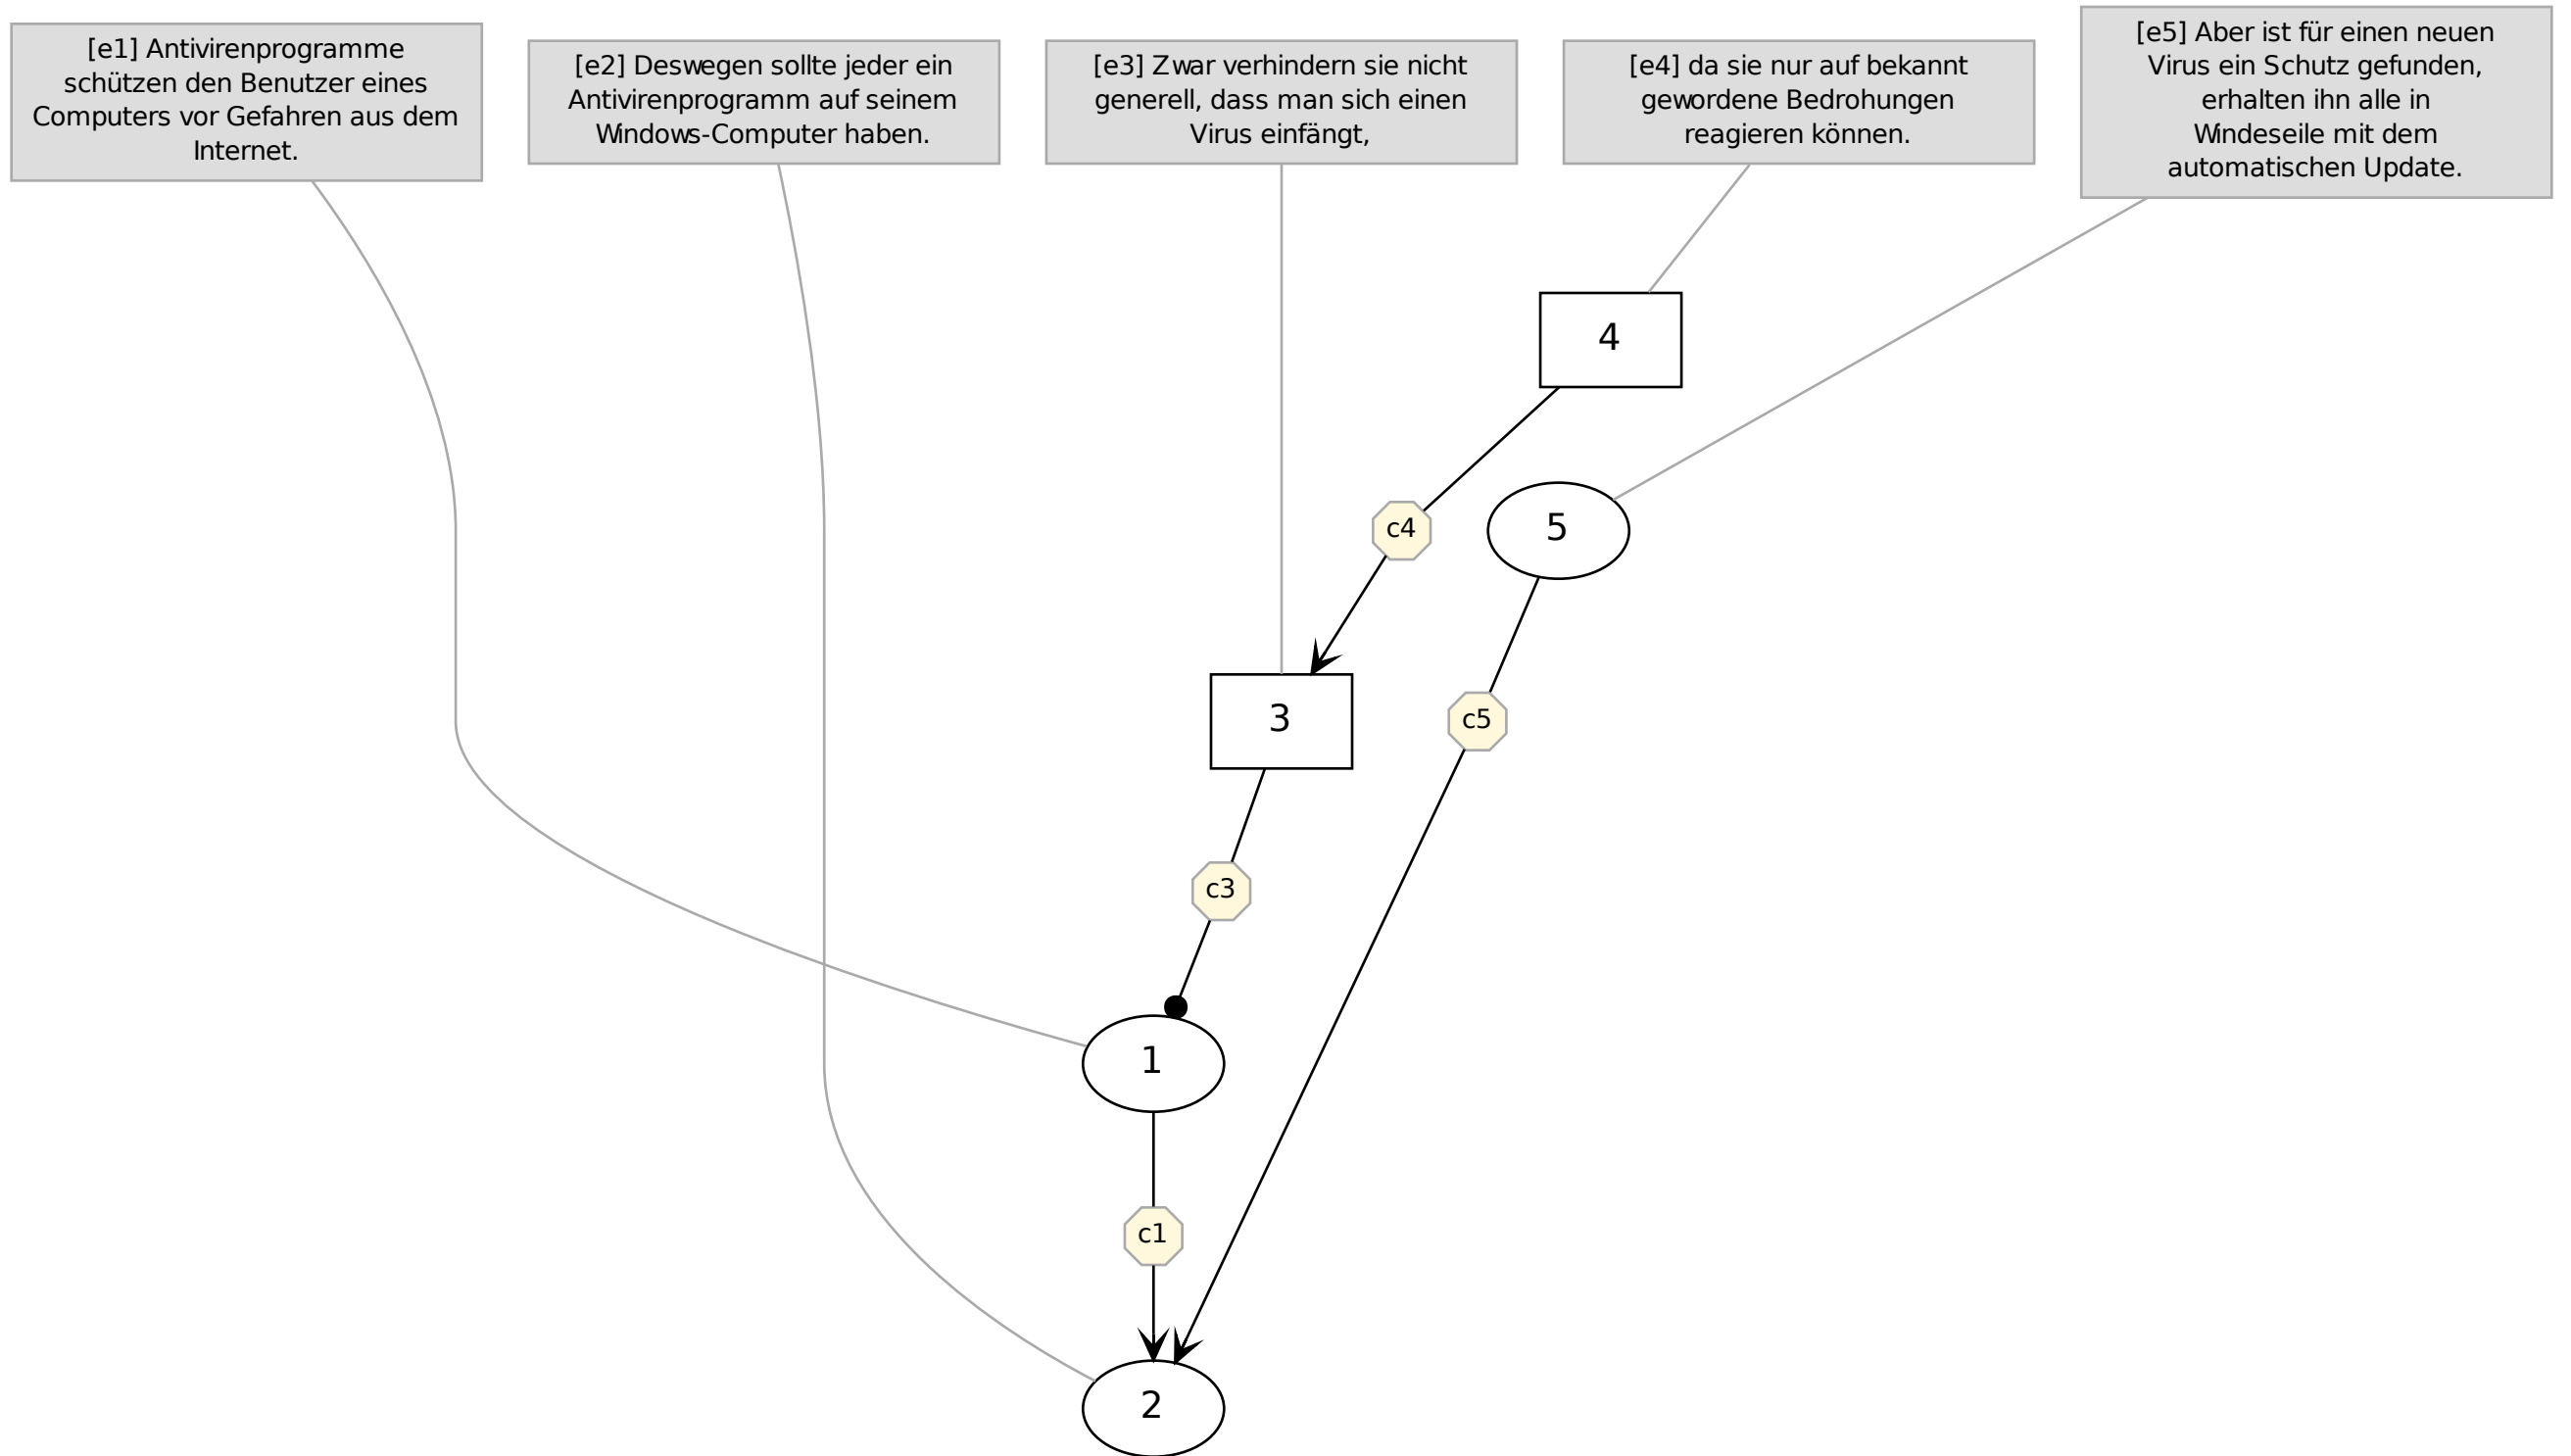 [e1] Antivirenprogramme
schützen den Benutzer eines
Computers vor Gefahren aus dem
Internet.
[e2] Deswegen sollte jeder ein
Antivirenprogramm auf seinem
Windows-Computer haben.
[e3] Zwar verhindern sie nicht
generell, dass man sich einen
Virus einfängt,
[e4] da sie nur auf bekannt
gewordene Bedrohungen
reagieren können.
[e5] Aber ist für einen neuen
Virus ein Schutz gefunden,
erhalten ihn alle in
Windeseile mit dem
automatischen Update.
4
c4
5
3
c5
c3
1
c1
2